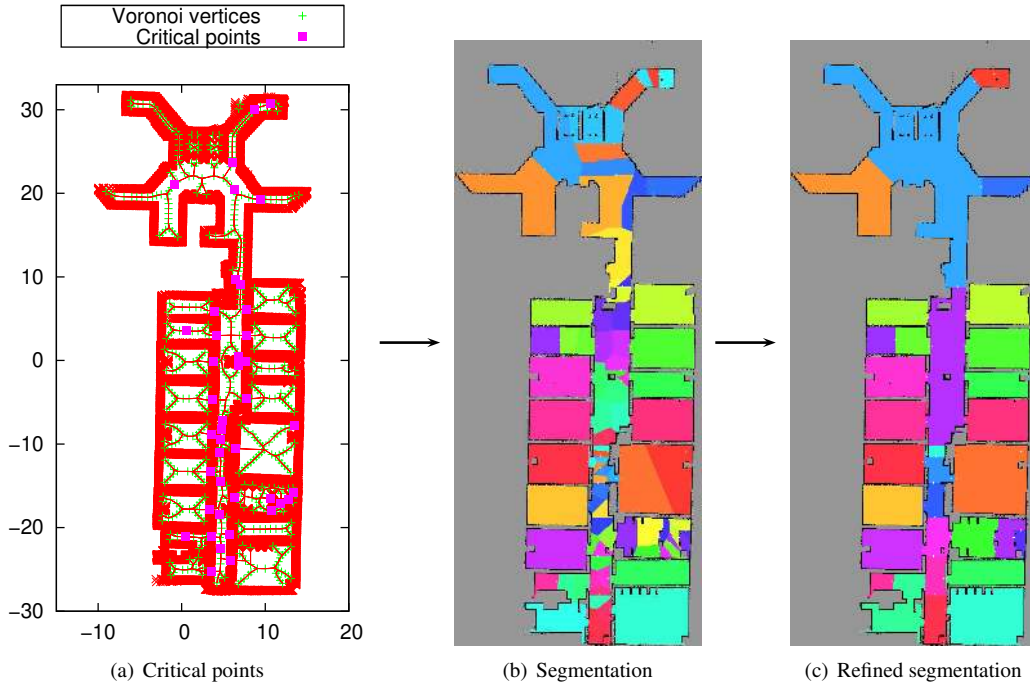 Voronoi vertices
Critical points
30
20
10
0
−10
−20
−30
−10 0 10 20
(a) Critical points
(b) Segmentation
(c) Refined segmentation